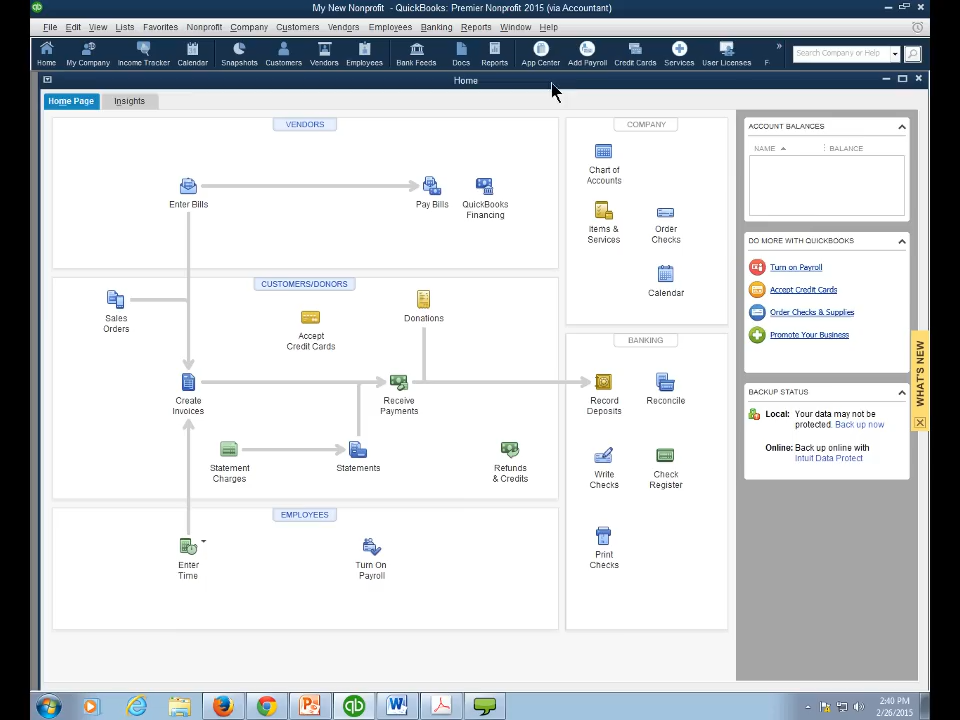 My New Nonprofit - QuickBooks: Premier Nonprofit 2015 (via Accountant)
File Edit View Lists Favorites Nonprofit Company Customers Vendors Employees Banking Reports Window Help
Home My Company Income Tracker Calendar Snapshots Customers Vendors Employees Bank Feeds Docs Reports App Center Add Payroll Credit Cards Services User Licenses F
Search Company or Help
Home
Home Page Insights
VENDORS
Enter Bills
Pay Bills
QuickBooks
Financing
CUSTOMERS/DONORS
Sales
Orders
Accept
Credit Cards
Donations
Create
Invoices
Receive
Payments
Statement
Charges
Statements
Refunds
& Credits
EMPLOYEES
Enter
Time
Turn On
Payroll
COMPANY
Chart of
Accounts
Items &
Services
Order
Checks
Calendar
BANKING
Record
Deposits
Reconcile
Write
Checks
Check
Register
Print
Checks
ACCOUNT BALANCES
NAME BALANCE
DO MORE WITH QUICKBOOKS
Turn on Payroll
Accept Credit Cards
Order Checks & Supplies
Promote Your Business
WHAT'S NEW
BACKUP STATUS
Local: Your data may not be
protected. Back up now
Online: Back up online with
Intuit Data Protect
2:40 PM
2/26/2015